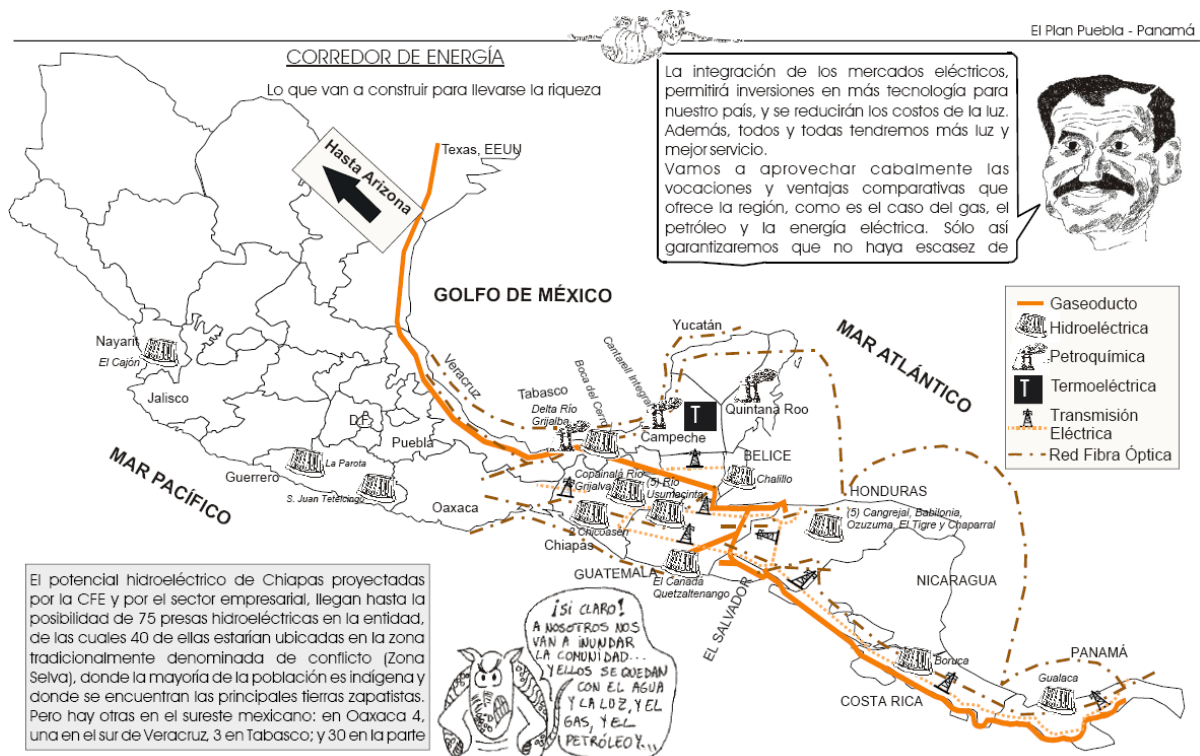 El Plan Puebla - Panamá
CORREDOR DE ENERGÍA
Lo que van a construir para llevarse la riqueza
La integración de los mercados eléctricos,
permitirá inversiones en más tecnología para
nuestro país, y se reducirán los costos de la luz.
Además, todos y todas tendremos más luz y
mejor servicio.
Vamos a aprovechar cabalmente las
vocaciones y ventajas comparativas que
ofrece la región, como es el caso del gas, el
petróleo y la energía eléctrica. Sólo así
garantizaremos que no haya escasez de
Texas, EEUU
Hasta Arizona
GOLFO DE MÉXICO
MAR ATLÁNTICO
MAR PACÍFICO
Gaseoducto
Hidroeléctrica
Petroquímica
T
Termoeléctrica
Transmisión
Eléctrica
Red Fibra Óptica
Nayarit
El Cajón
Jalisco
D.F.
Puebla
Guerrero
La Parota
S. Juan Tetelcingo
Oaxaca
Veracruz
Tabasco
Delta Río
Grijalba
Boca del Cerro
Cantarell Integral
Yucatán
T
Quintana Roo
Campeche
BELICE
Chalillo
Copainalá Río
Grijalva
(5) Río
Usumacinta
Chicoasén
Chiapas
GUATEMALA
El Canadá
Quetzaltenango
HONDURAS
(5) Cangrejal, Babilonia,
Ozuzuma, El Tigre y Chaparral
EL SALVADOR
NICARAGUA
Boruca
COSTA RICA
PANAMÁ
Gualaca
El potencial hidroeléctrico de Chiapas proyectadas
por la CFE y por el sector empresarial, llegan hasta la
posibilidad de 75 presas hidroeléctricas en la entidad,
de las cuales 40 de ellas estarían ubicadas en la zona
tradicionalmente denominada de conflicto (Zona
Selva), donde la mayoría de la población es indígena y
donde se encuentran las principales tierras zapatistas.
Pero hay otras en el sureste mexicano: en Oaxaca 4,
una en el sur de Veracruz, 3 en Tabasco; y 30 en la parte
¡SI CLARO!
A NOSOTROS NOS
VAN A INUNDAR
LA COMUNIDAD...
Y ELLOS SE QUEDAN
CON EL AGUA
Y LA LUZ, Y EL
GAS, Y EL
PETRÓLEO Y...